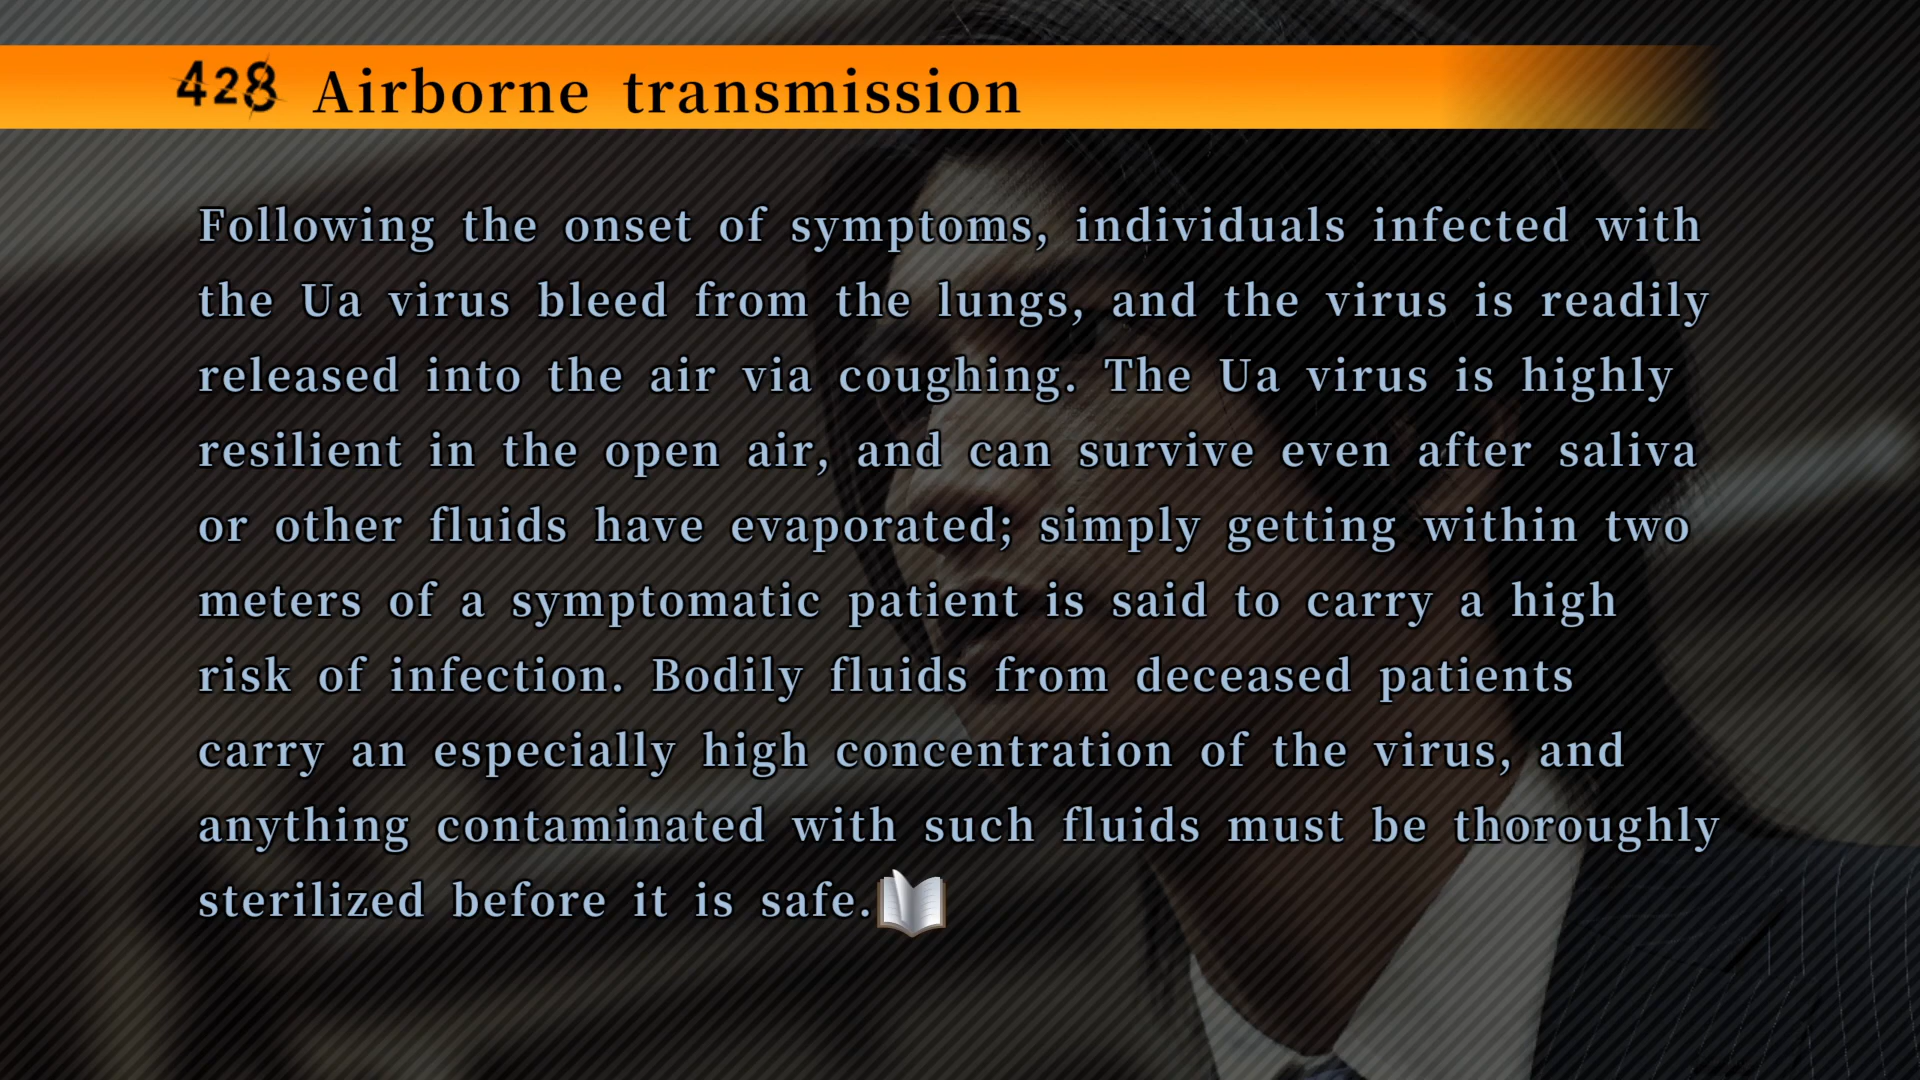 428 Airborne transmission
Following the onset of symptoms, individuals infected with
the Ua virus bleed from the lungs, and the virus is readily
released into the air via coughing. The Ua virus is highly
resilient in the open air, and can survive even after saliva
or other fluids have evaporated; simply getting within two
meters of a symptomatic patient is said to carry a high
risk of infection. Bodily fluids from deceased patients
carry an especially high concentration of the virus, and
anything contaminated with such fluids must be thoroughly
sterilized before it is safe.